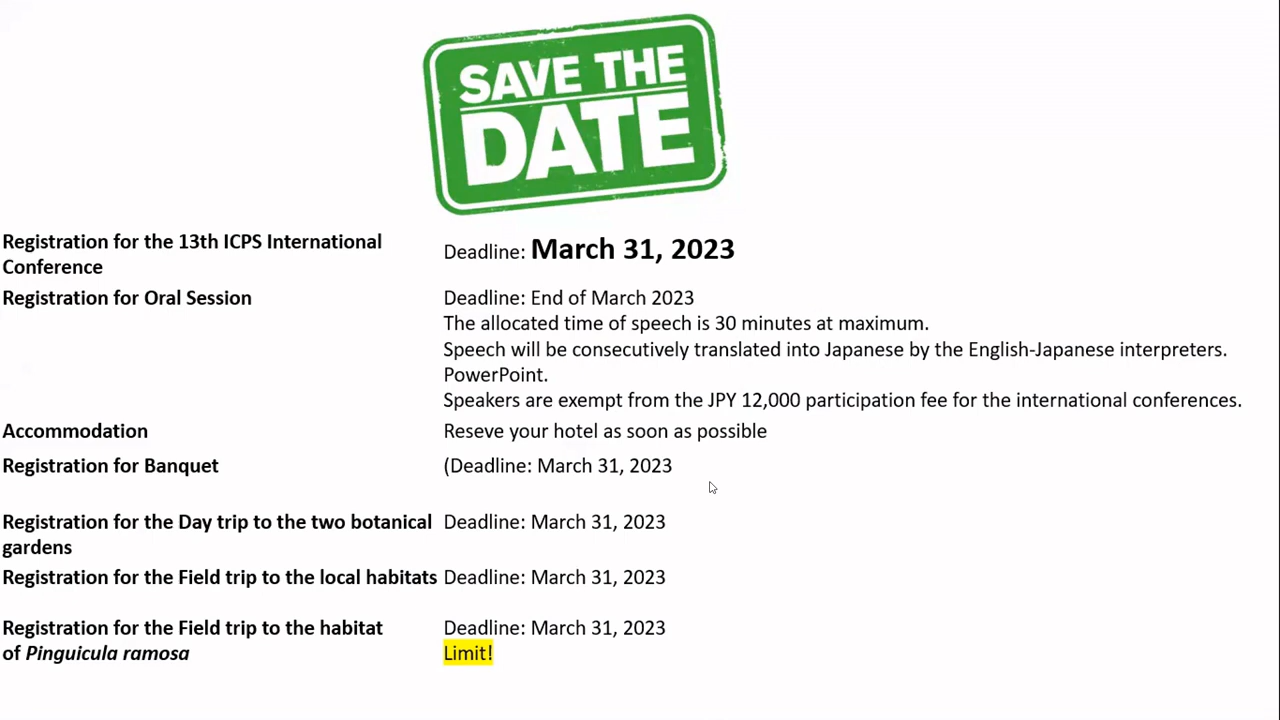 SAVE THE
DATE
Registration for the 13th ICPS International
Conference
Deadline: March 31, 2023
Registration for Oral Session
Deadline: End of March 2023
The allocated time of speech is 30 minutes at maximum.
Speech will be consecutively translated into Japanese by the English-Japanese interpreters.
PowerPoint.
Speakers are exempt from the JPY 12,000 participation fee for the international conferences.
Accommodation
Reseve your hotel as soon as possible
Registration for Banquet
(Deadline: March 31, 2023
Registration for the Day trip to the two botanical
gardens
Deadline: March 31, 2023
Registration for the Field trip to the local habitats
Deadline: March 31, 2023
Registration for the Field trip to the habitat
of Pinguicula ramosa
Deadline: March 31, 2023
Limit!